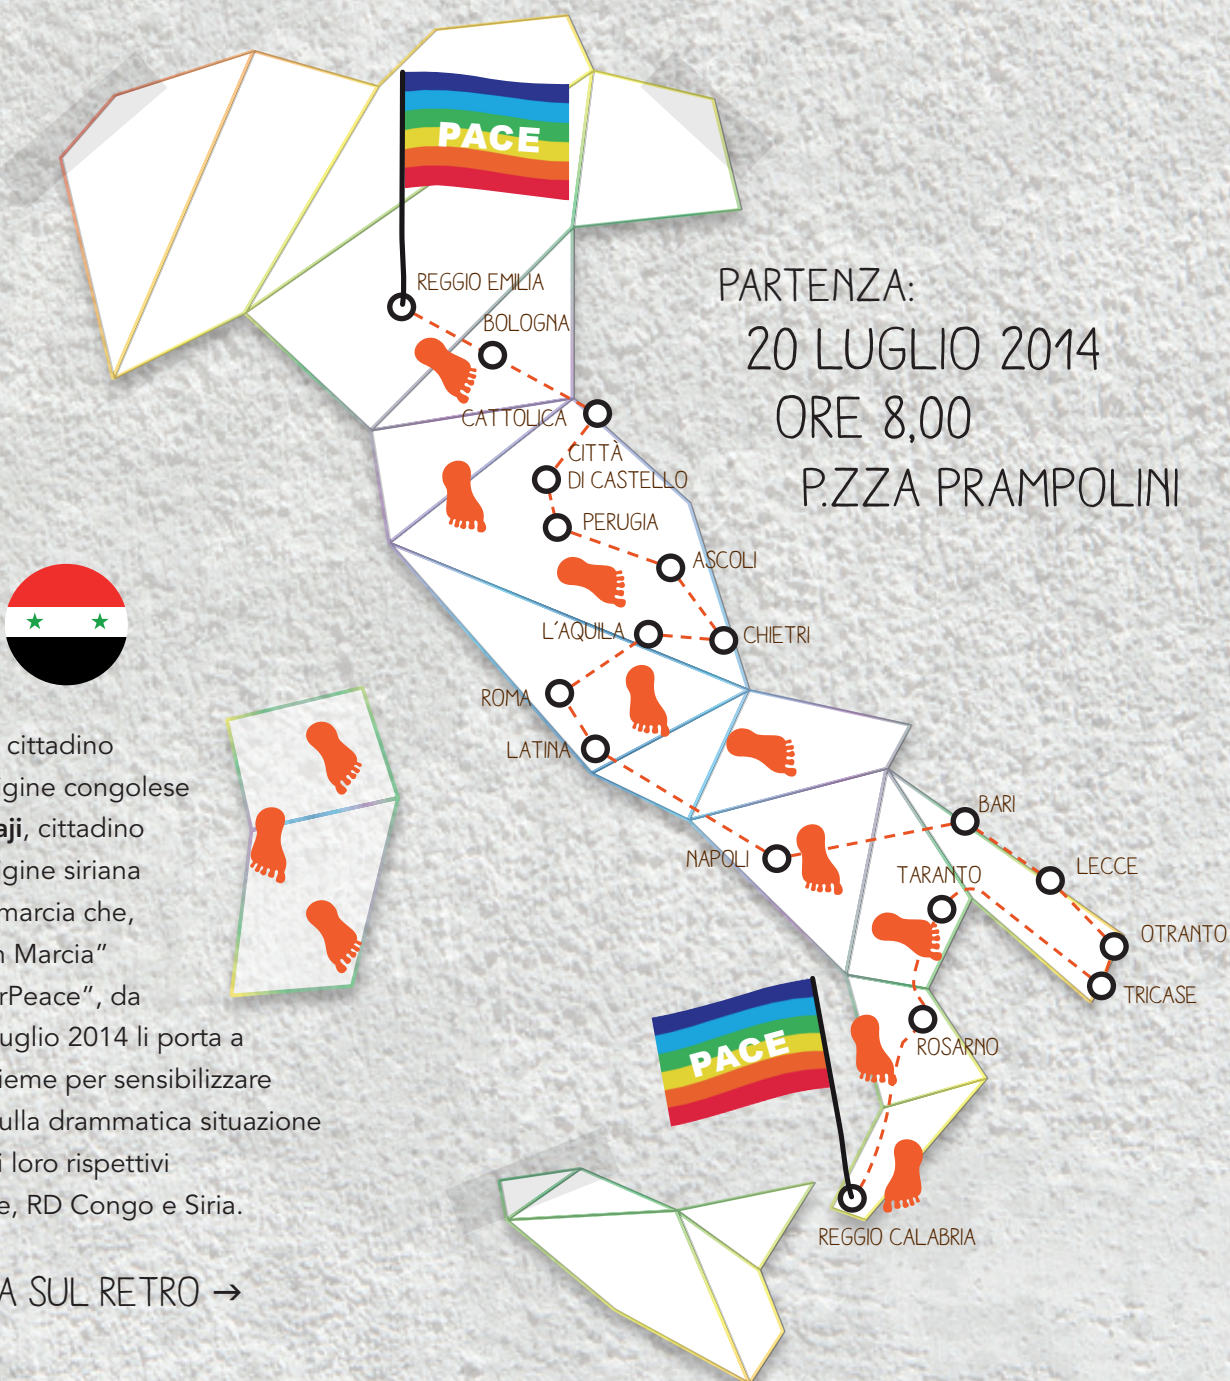 PACE
REGGIO EMILIA
BOLOGNA
CATTOLICA
CITTÀ
DI CASTELLO
PERUGIA
ASCOLI
L'AQUILA
CHIETRI
ROMA
LATINA
NAPOLI
BARI
LECCE
TARANTO
OTRANTO
TRICASE
ROSARNO
PACE
REGGIO CALABRIA
PARTENZA:
20 LUGLIO 2014
ORE 8,00
P.ZZA PRAMPOLINI
cittadino
igine congolese
aji, cittadino
igine siriana
marcia che,
n Marcia”
rPeace”, da
uglio 2014 li porta a
ieme per sensibilizzare
ulla drammatica situazione
i loro rispettivi
e, RD Congo e Siria.
A SUL RETRO →